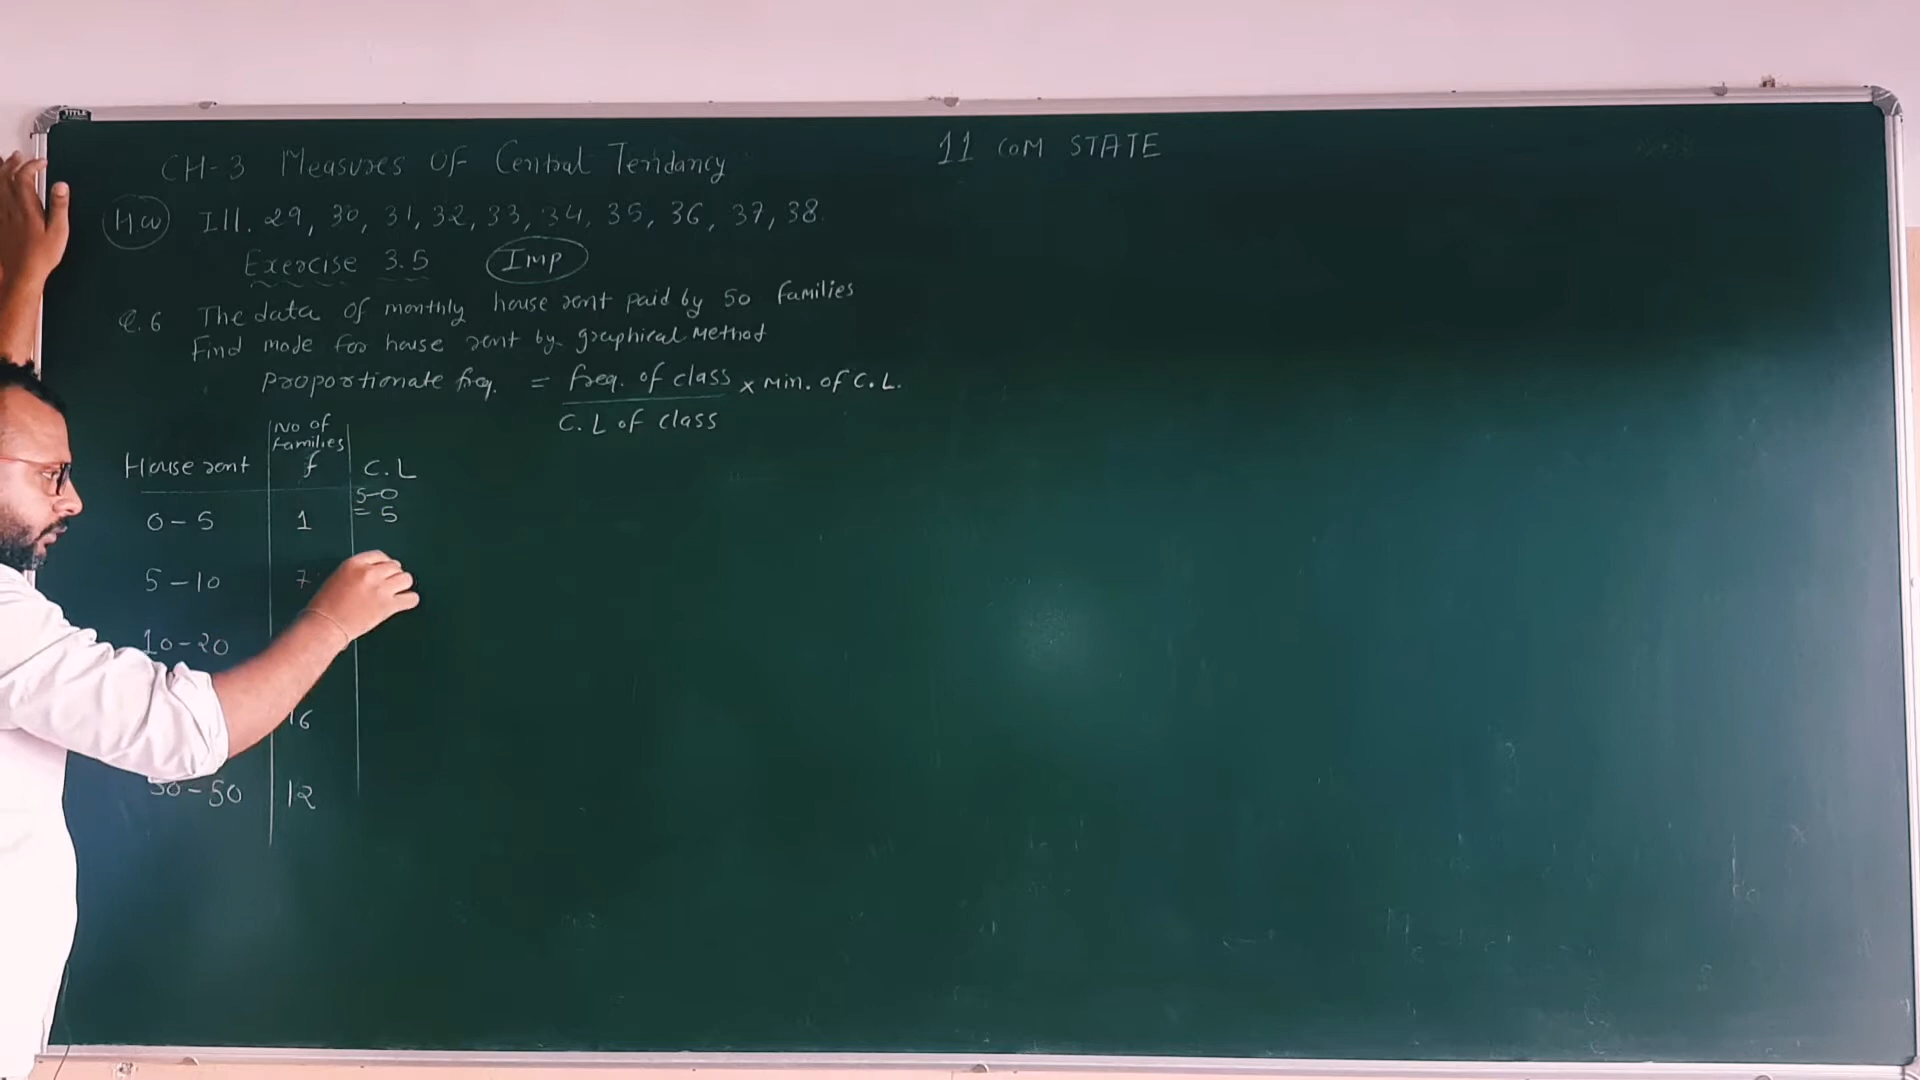 CH-3 Measures Of Central Tendancy
11 COM STATE
H.W Ill. 29, 30, 31, 32, 33, 34, 35, 36, 37, 38.
Exercise 3.5 Imp
Q.6 The data of monthly house rent paid by 50 families
Find mode for house rent by graphical Method
Proportionate freq. = freq. of class × Min. of C.L.
C.L of class
No of
families
House rent f C.L
5-0
0-5 1 = 5
5-10 7
10-20
16
30-50 12